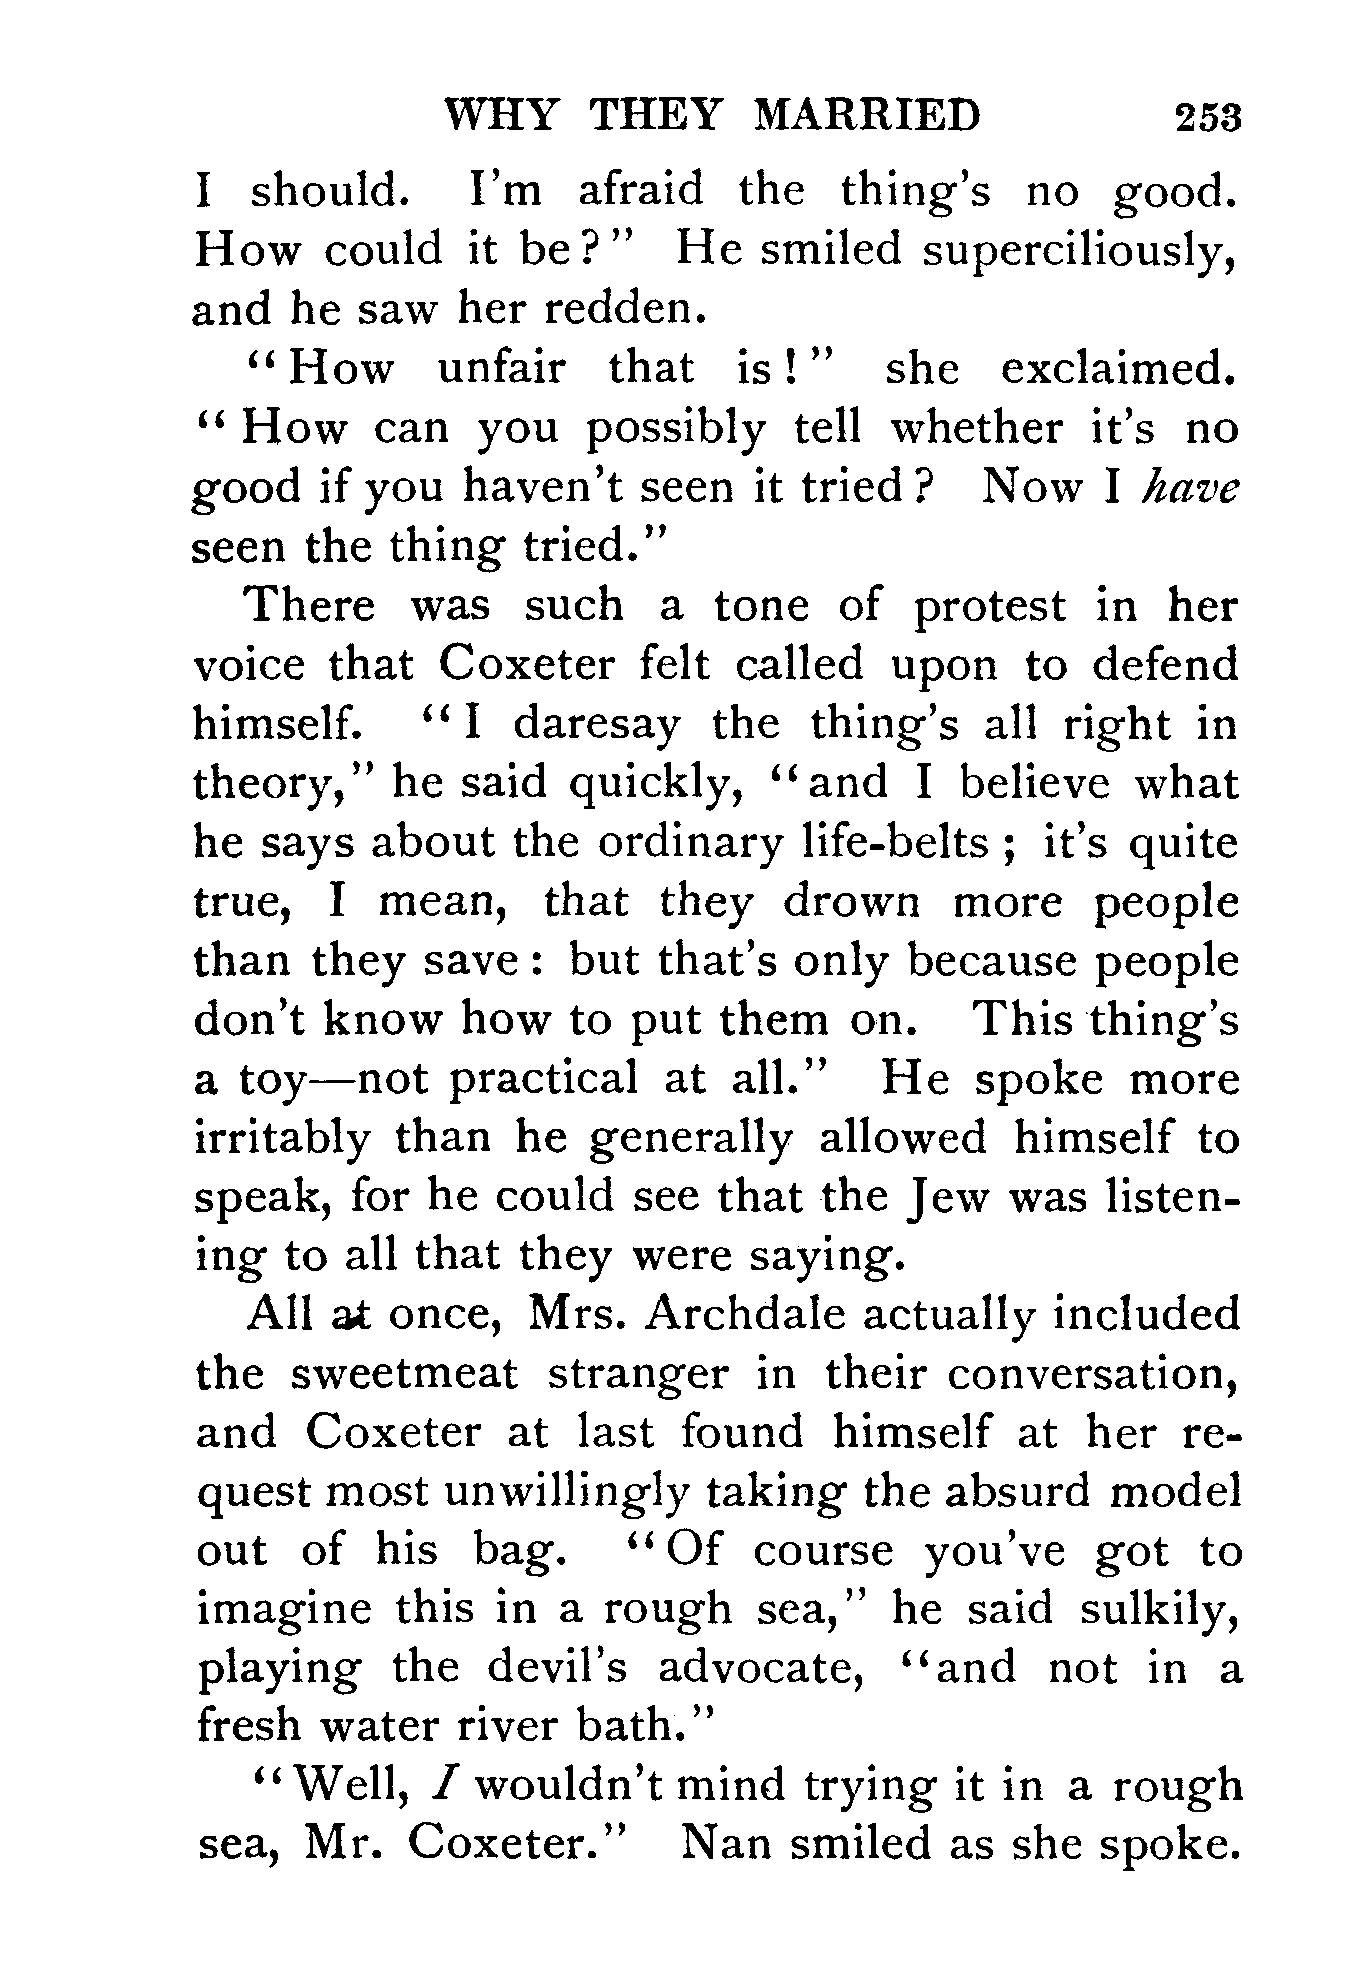 WHY THEY MARRIED 253
I should. I'm afraid the thing's no good.
How could it be?" He smiled superciliously,
and he saw her redden.
"How unfair that is!" she exclaimed.
"How can you possibly tell whether it's no
good if you haven't seen it tried? Now I have
seen the thing tried."
There was such a tone of protest in her
voice that Coxeter felt called upon to defend
himself. "I daresay the thing's all right in
theory," he said quickly, "and I believe what
he says about the ordinary life-belts; it's quite
true, I mean, that they drown more people
than they save: but that's only because people
don't know how to put them on. This thing's
a toy—not practical at all." He spoke more
irritably than he generally allowed himself to
speak, for he could see that the Jew was listen-
ing to all that they were saying.
All at once, Mrs. Archdale actually included
the sweetmeat stranger in their conversation,
and Coxeter at last found himself at her re-
quest most unwillingly taking the absurd model
out of his bag. "Of course you've got to
imagine this in a rough sea," he said sulkily,
playing the devil's advocate, "and not in a
fresh water river bath."
"Well, I wouldn't mind trying it in a rough
sea, Mr. Coxeter." Nan smiled as she spoke.